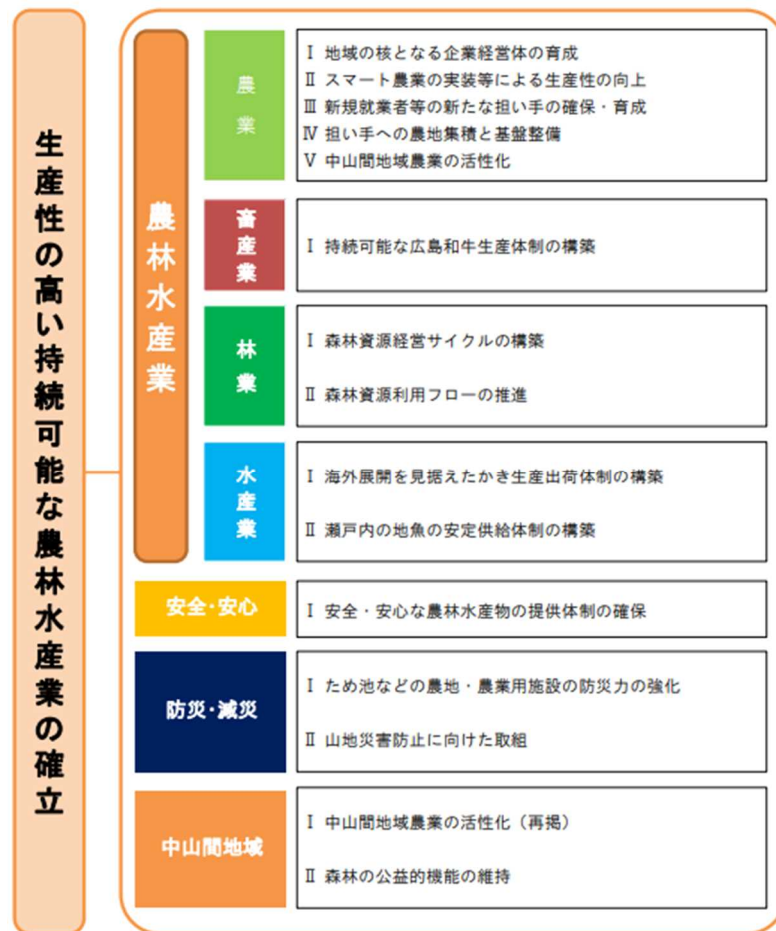 生産性の高い持続可能な農林水産業の確立
農林水産業
農業
Ⅰ 地域の核となる企業経営体の育成
Ⅱ スマート農業の実装等による生産性の向上
Ⅲ 新規就業者等の新たな担い手の確保・育成
Ⅳ 担い手への農地集積と基盤整備
Ⅴ 中山間地域農業の活性化
畜産業
Ⅰ 持続可能な広島和牛生産体制の構築
林業
Ⅰ 森林資源経営サイクルの構築
Ⅱ 森林資源利用フローの推進
水産業
Ⅰ 海外展開を見据えたかき生産出荷体制の構築
Ⅱ 瀬戸内の地魚の安定供給体制の構築
安全・安心
Ⅰ 安全・安心な農林水産物の提供体制の確保
防災・減災
Ⅰ ため池などの農地・農業用施設の防災力の強化
Ⅱ 山地災害防止に向けた取組
中山間地域
Ⅰ 中山間地域農業の活性化（再掲）
Ⅱ 森林の公益的機能の維持